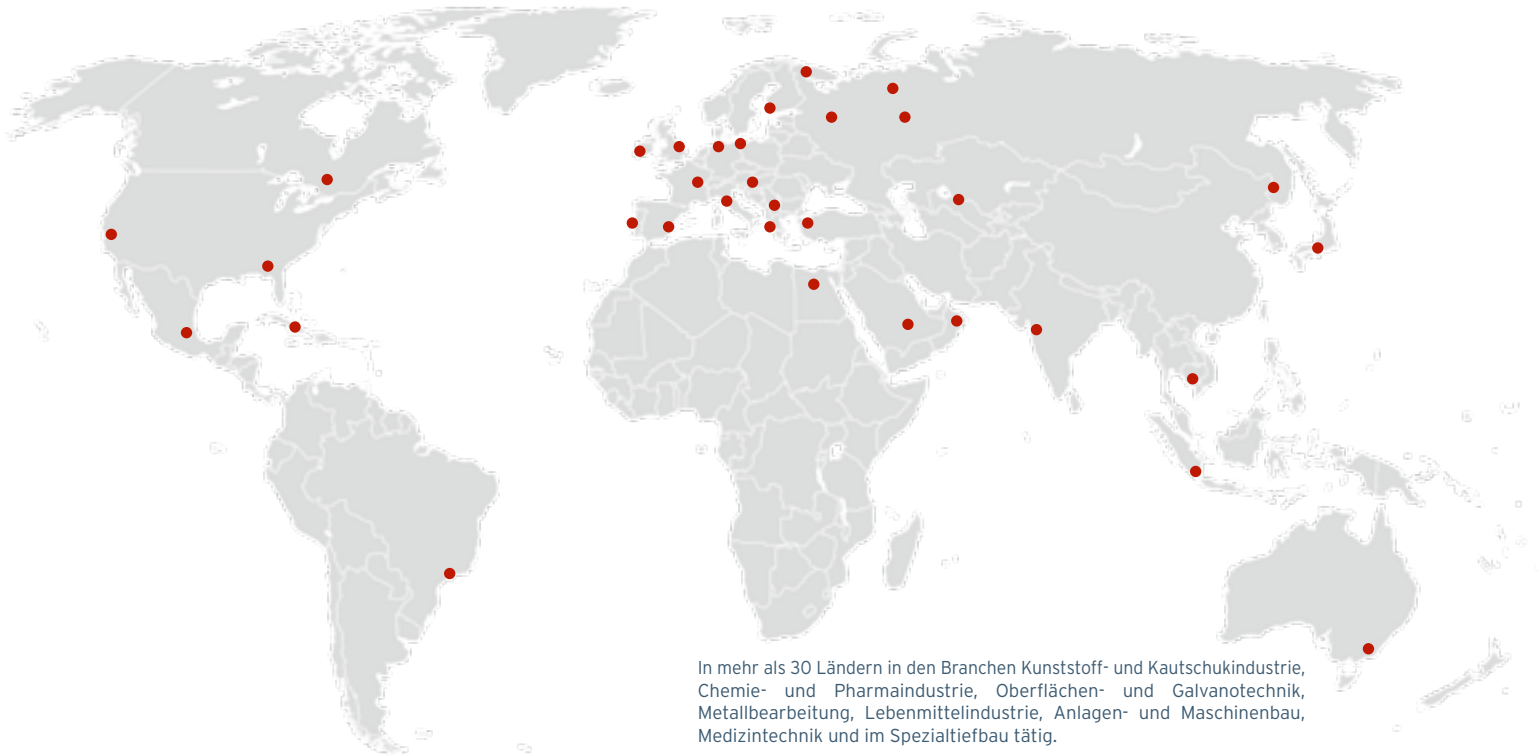 In mehr als 30 Ländern in den Branchen Kunststoff- und Kautschukindustrie,
Chemie- und Pharmaindustrie, Oberflächen- und Galvanotechnik,
Metallbearbeitung, Lebenmittelindustrie, Anlagen- und Maschinenbau,
Medizintechnik und im Spezialtiefbau tätig.